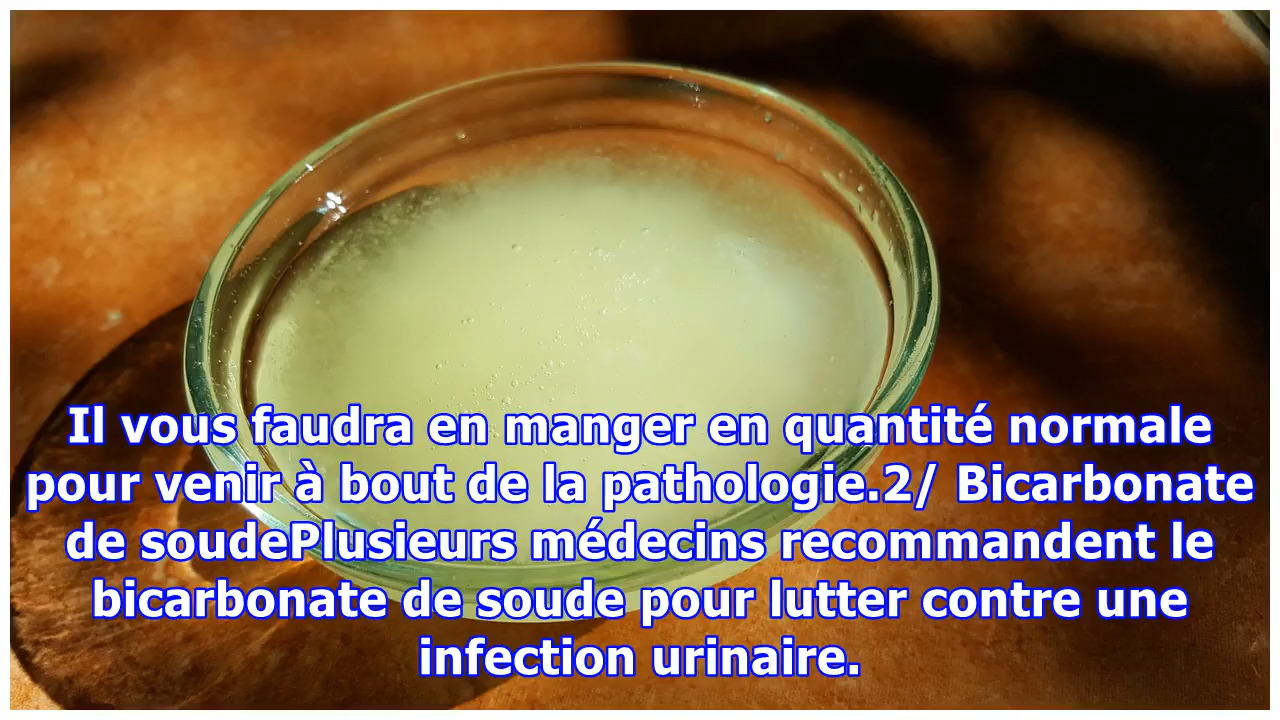 Il vous faudra en manger en quantité normale
pour venir à bout de la pathologie.2/ Bicarbonate
de soudePlusieurs médecins recommandent le
bicarbonate de soude pour lutter contre une
infection urinaire.